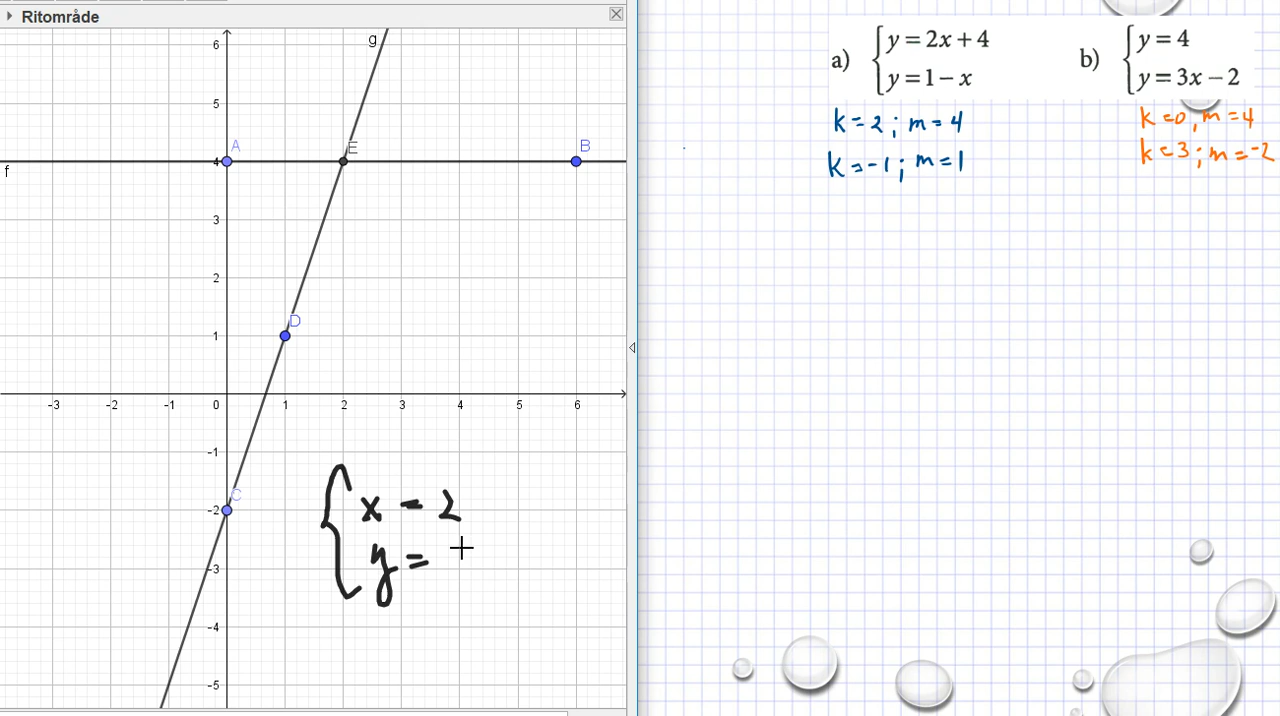 Ritområde
g
6
5
A
E
B
4
f
3
2
D
1
-3 -2 -1 0 1 2 3 4 5 6
-1
C
-2
-3
-4
-5
{ x = 2
y =
a) { y = 2x + 4
y = 1 − x
k = 2 ; m = 4
k = -1 ; m = 1
b) { y = 4
y = 3x − 2
k = 0, m = 4
k = 3 ; m = -2